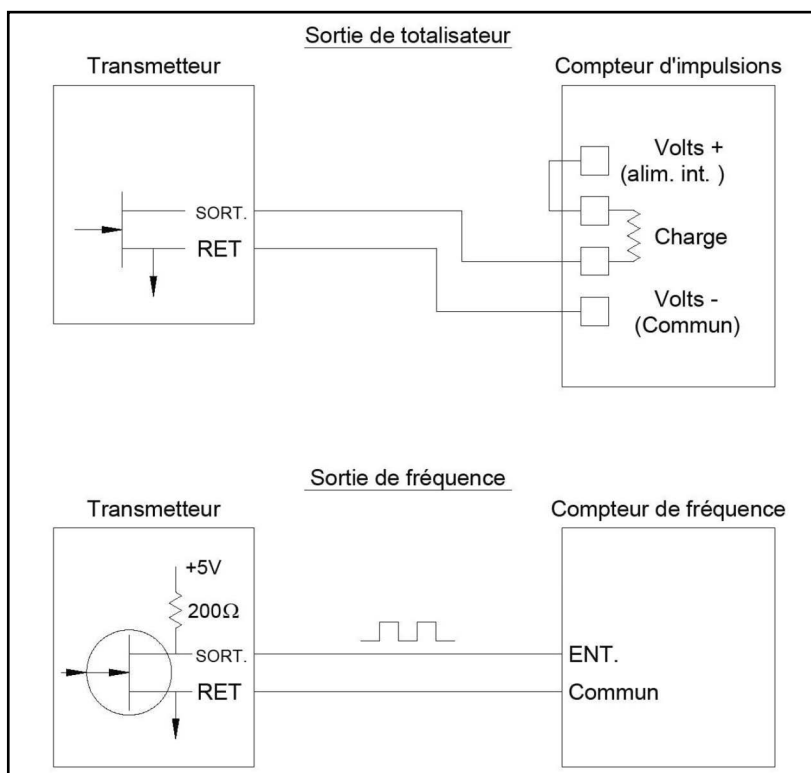 Sortie de totalisateur
Transmetteur
Compteur d'impulsions
Volts +
(alim. int. )
SORT.
Charge
RET
Volts -
(Commun)
Sortie de fréquence
Transmetteur
Compteur de fréquence
+5V
200Ω
SORT.
ENT.
RET
Commun